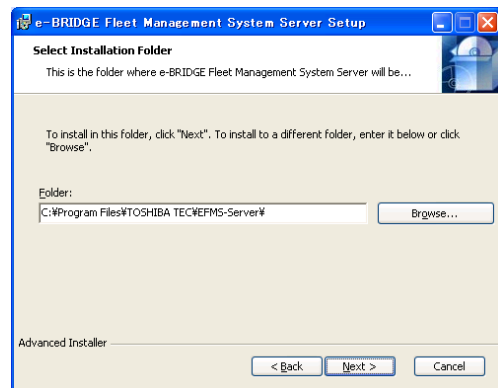 e-BRIDGE Fleet Management System Server Setup
Select Installation Folder
This is the folder where e-BRIDGE Fleet Management System Server will be...
To install in this folder, click "Next". To install to a different folder, enter it below or click
"Browse".
Folder:
C:¥Program Files¥TOSHIBA TEC¥EFMS-Server¥
Browse...
Advanced Installer
< Back
Next >
Cancel